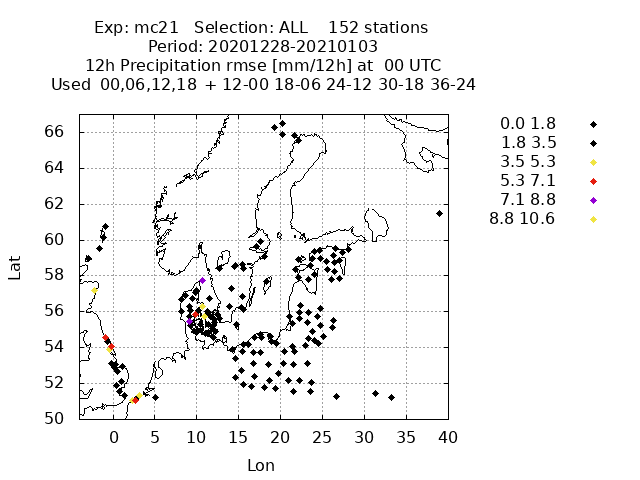 Exp: mc21   Selection: ALL    152 stations
Period: 20201228-20210103
12h Precipitation rmse [mm/12h] at  00 UTC
Used  00,06,12,18  + 12-00 18-06 24-12 30-18 36-24
0.0 1.8
1.8 3.5
3.5 5.3
5.3 7.1
7.1 8.8
8.8 10.6
66
64
62
60
58
56
54
52
50
Lat
0 5 10 15 20 25 30 35 40
Lon